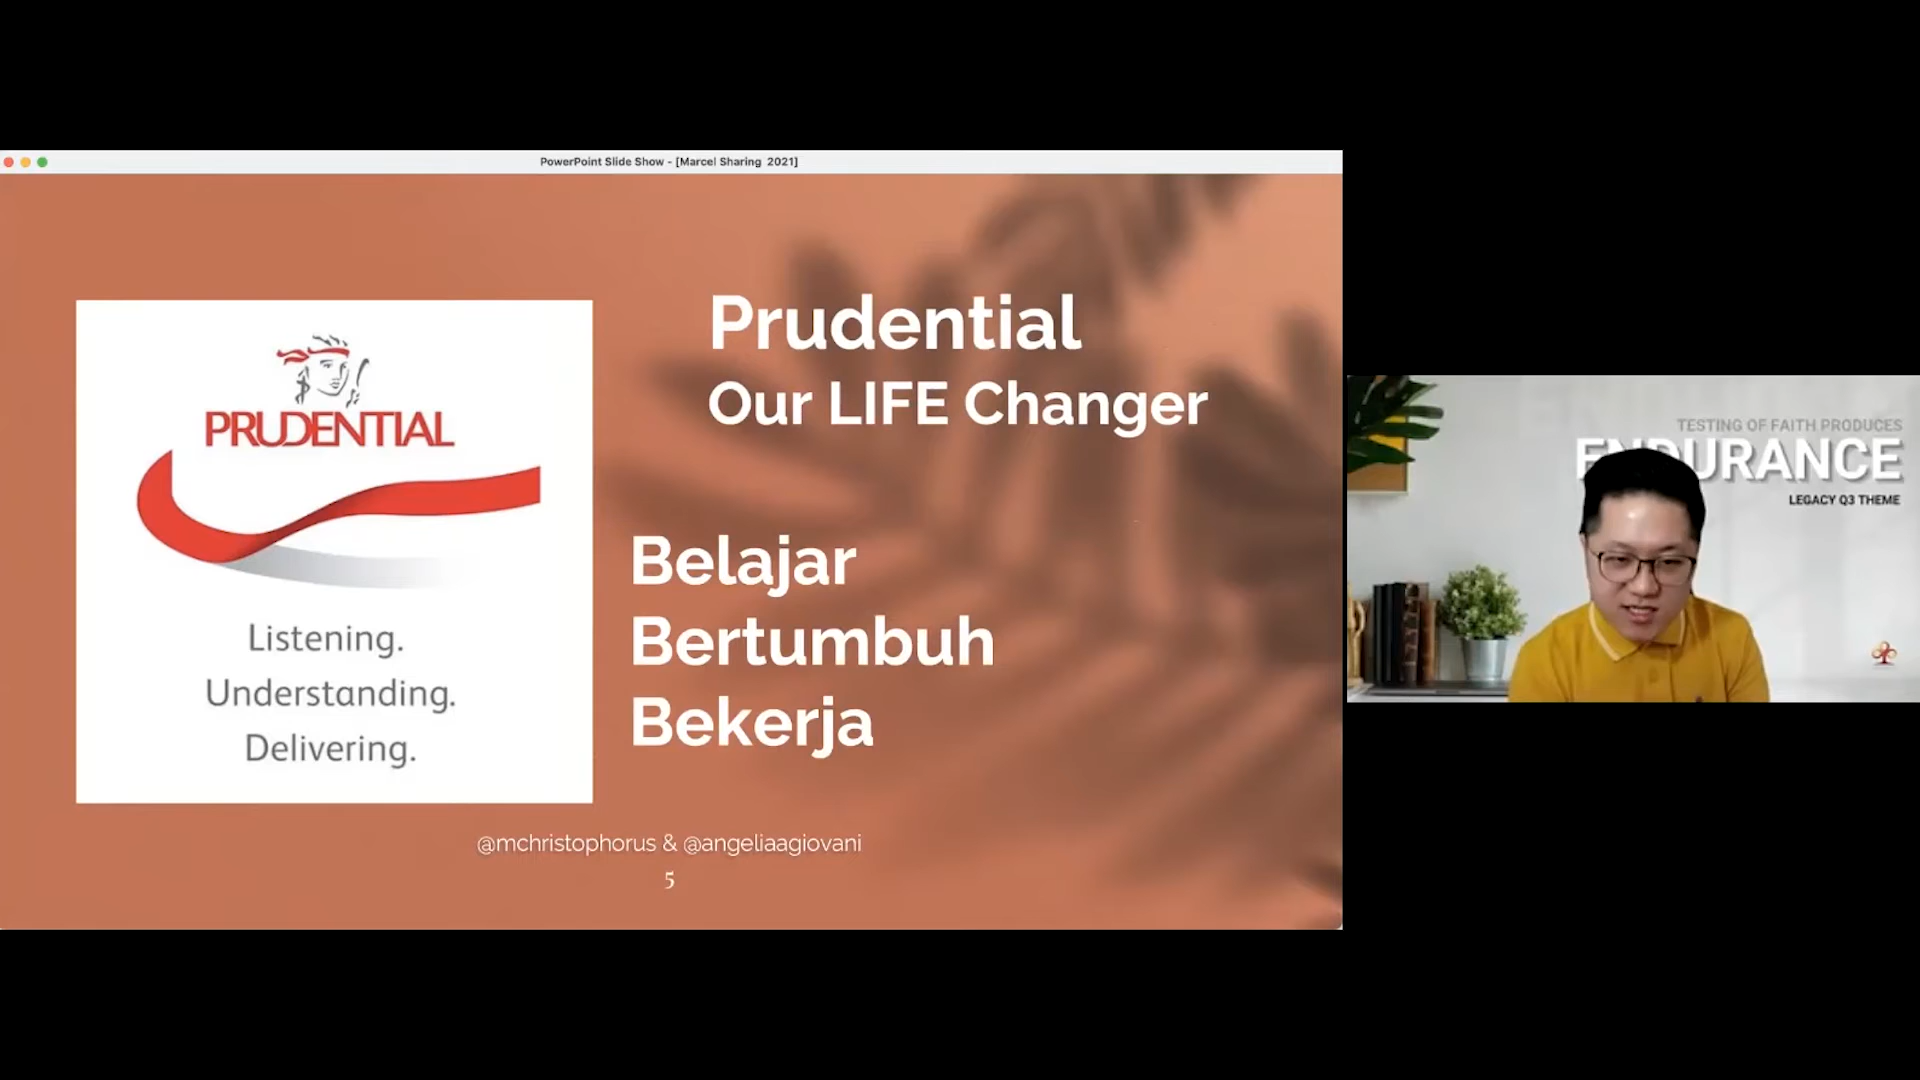 PowerPoint Slide Show - [Marcel Sharing 2021]
PRUDENTIAL
Listening.
Understanding.
Delivering.
Prudential
Our LIFE Changer
Belajar
Bertumbuh
Bekerja
@mchristophorus & @angeliaagiovani
5
TESTING OF FAITH PRODUCES
ENDURANCE
LEGACY Q3 THEME